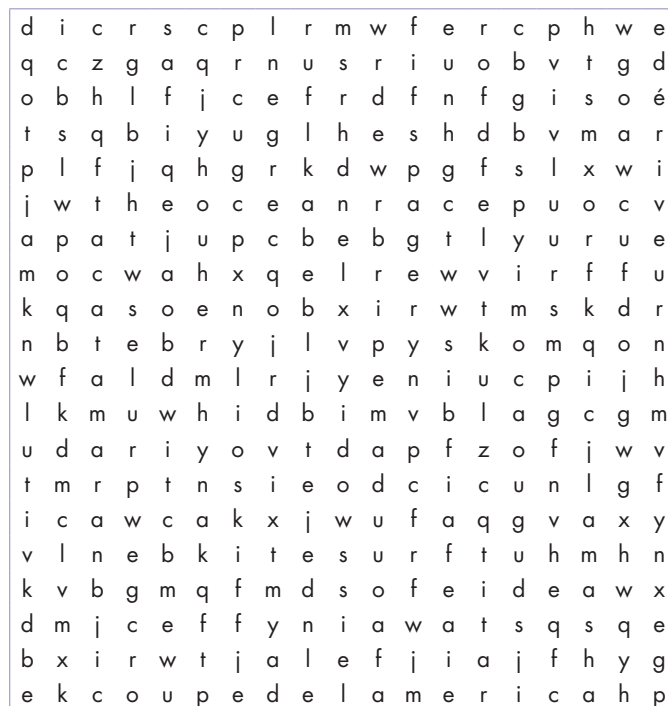 d i c r s c p l r m w f e r c p h w e
q c z g a q r n u s r i u o b v t g d
o b h l f j c e f r d f n f g i s o é
t s q b i y u g l h e s h d b v m a r
p l f j q h g r k d w p g f s l x w i
j w t h e o c e a n r a c e p u o c v
a p a t j u p c b e b g t l y u r u e
m o c w a h x q e l r e w v i r f f u
k q a s o e n o b x i r w t m s k d r
n b t e b r y j l v p y s k o m q o n
w f a l d m l r j y e n i u c p i j h
l k m u w h i d b i m v b l a g c g m
u d a r i y o v t d a p f z o f j w v
t m r p t n s i e o d c i c u n l g f
i c a w c a k x j w u f a q g v a x y
v l n e b k i t e s u r f t u h m h n
k v b g m q f m d s o f e i d e a w x
d m j c e f f y n i a w a t s q s q e
b x i r w t j a l e f j i a j f h y g
e k c o u p e d e l a m e r i c a h p